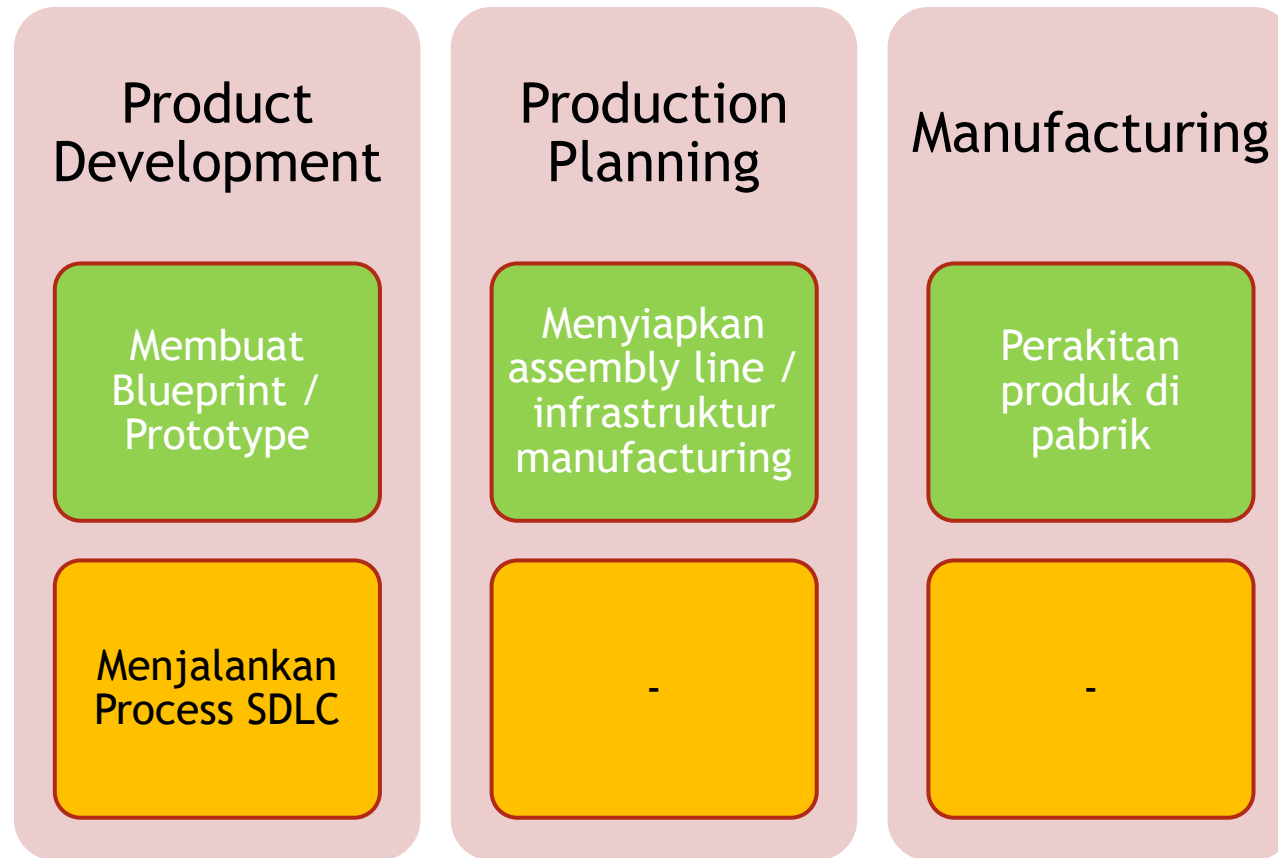 Product
Development
Membuat
Blueprint /
Prototype
Menjalankan
Process SDLC
Production
Planning
Menyiapkan
assembly line /
infrastruktur
manufacturing
-
Manufacturing
Perakitan
produk di
pabrik
-